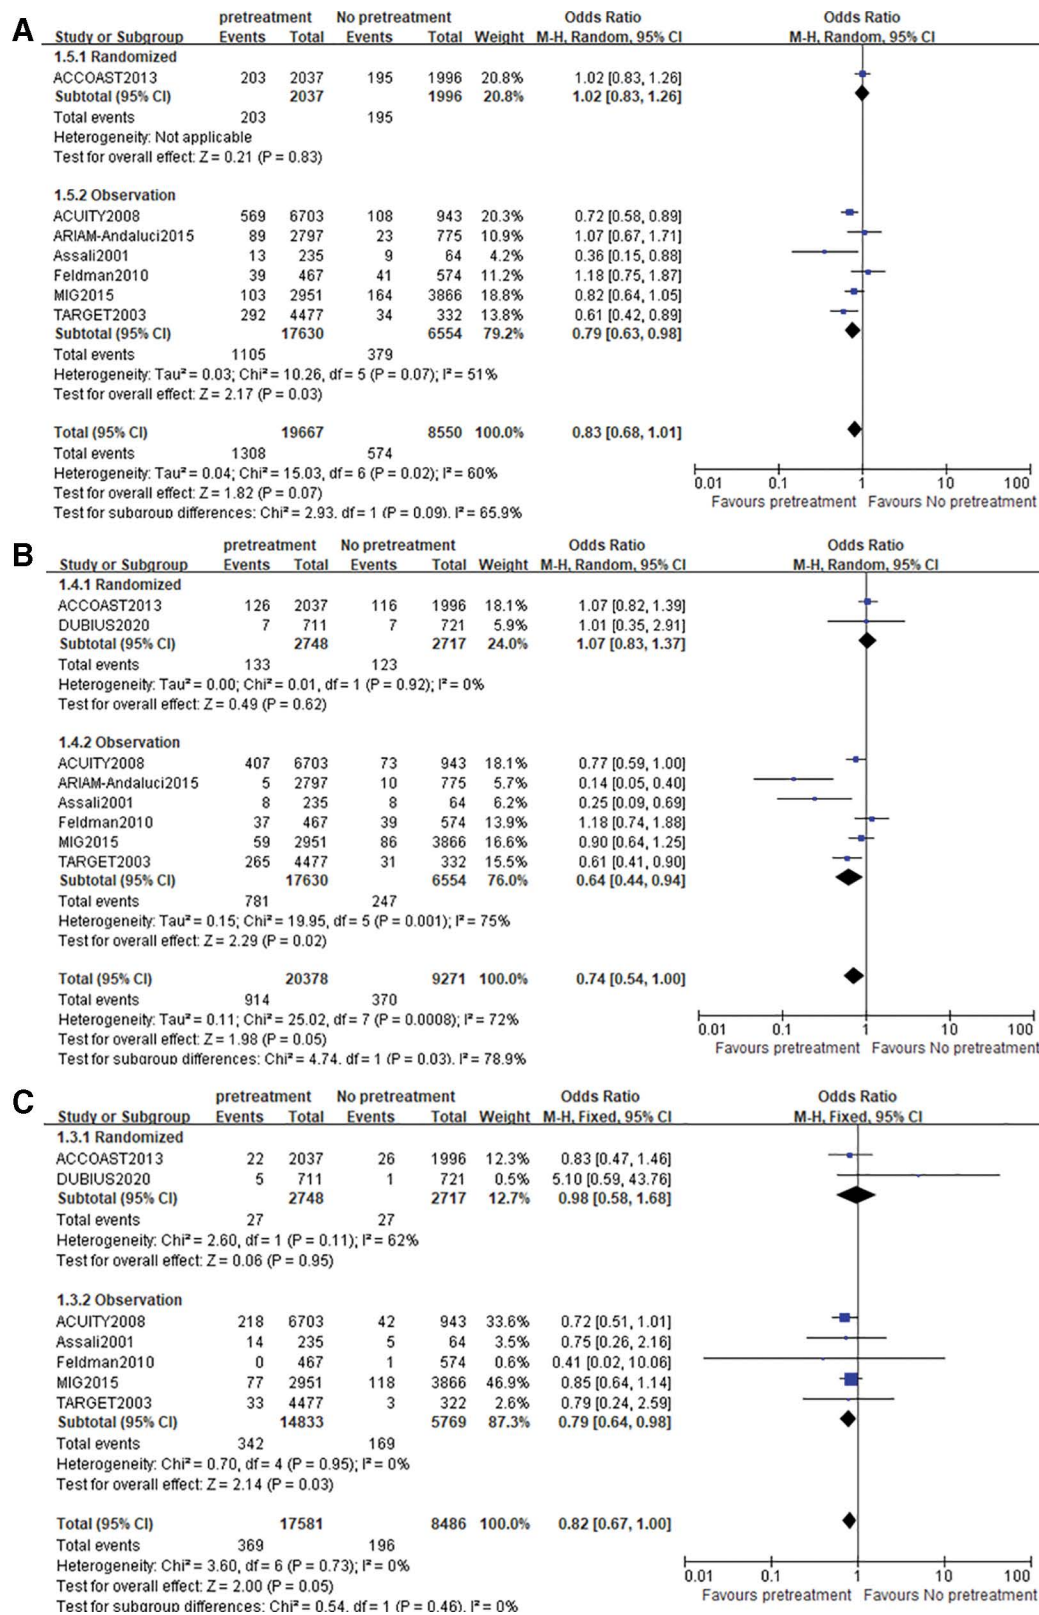 A
pretreatment No pretreatment Odds Ratio Odds Ratio
Study or Subgroup Events Total Events Total Weight M-H, Random, 95% CI M-H, Random, 95% CI
1.5.1 Randomized
ACCOAST2013 203 2037 195 1996 20.8% 1.02 [0.83, 1.26]
Subtotal (95% CI) 2037 1996 20.8% 1.02 [0.83, 1.26]
Total events 203 195
Heterogeneity: Not applicable
Test for overall effect: Z = 0.21 (P = 0.83)
1.5.2 Observation
ACUITY2008 569 6703 108 943 20.3% 0.72 [0.58, 0.89]
ARIAM-Andaluci2015 89 2797 23 775 10.9% 1.07 [0.67, 1.71]
Assali2001 13 235 9 64 4.2% 0.36 [0.15, 0.88]
Feldman2010 39 467 41 574 11.2% 1.18 [0.75, 1.87]
MIG2015 103 2951 164 3866 18.8% 0.82 [0.64, 1.05]
TARGET2003 292 4477 34 332 13.8% 0.61 [0.42, 0.89]
Subtotal (95% CI) 17630 6554 79.2% 0.79 [0.63, 0.98]
Total events 1105 379
Heterogeneity: Tau² = 0.03; Chi² = 10.26, df = 5 (P = 0.07); I² = 51%
Test for overall effect: Z = 2.17 (P = 0.03)
Total (95% CI) 19667 8550 100.0% 0.83 [0.68, 1.01]
Total events 1308 574
Heterogeneity: Tau² = 0.04; Chi² = 15.03, df = 6 (P = 0.02); I² = 60%
Test for overall effect: Z = 1.82 (P = 0.07)
Test for subgroup differences: Chi² = 2.93, df = 1 (P = 0.09), I² = 65.9%
0.01 0.1 1 10 100
Favours pretreatment Favours No pretreatment
B
pretreatment No pretreatment Odds Ratio Odds Ratio
Study or Subgroup Events Total Events Total Weight M-H, Random, 95% CI M-H, Random, 95% CI
1.4.1 Randomized
ACCOAST2013 126 2037 116 1996 18.1% 1.07 [0.82, 1.39]
DUBIUS2020 7 711 7 721 5.9% 1.01 [0.35, 2.91]
Subtotal (95% CI) 2748 2717 24.0% 1.07 [0.83, 1.37]
Total events 133 123
Heterogeneity: Tau² = 0.00; Chi² = 0.01, df = 1 (P = 0.92); I² = 0%
Test for overall effect: Z = 0.49 (P = 0.62)
1.4.2 Observation
ACUITY2008 407 6703 73 943 18.1% 0.77 [0.59, 1.00]
ARIAM-Andaluci2015 5 2797 10 775 5.7% 0.14 [0.05, 0.40]
Assali2001 8 235 8 64 6.2% 0.25 [0.09, 0.69]
Feldman2010 37 467 39 574 13.9% 1.18 [0.74, 1.88]
MIG2015 59 2951 86 3866 16.6% 0.90 [0.64, 1.25]
TARGET2003 265 4477 31 332 15.5% 0.61 [0.41, 0.90]
Subtotal (95% CI) 17630 6554 76.0% 0.64 [0.44, 0.94]
Total events 781 247
Heterogeneity: Tau² = 0.15; Chi² = 19.95, df = 5 (P = 0.001); I² = 75%
Test for overall effect: Z = 2.29 (P = 0.02)
Total (95% CI) 20378 9271 100.0% 0.74 [0.54, 1.00]
Total events 914 370
Heterogeneity: Tau² = 0.11; Chi² = 25.02, df = 7 (P = 0.0008); I² = 72%
Test for overall effect: Z = 1.98 (P = 0.05)
Test for subgroup differences: Chi² = 4.74, df = 1 (P = 0.03), I² = 78.9%
0.01 0.1 1 10 100
Favours pretreatment Favours No pretreatment
C
pretreatment No pretreatment Odds Ratio Odds Ratio
Study or Subgroup Events Total Events Total Weight M-H, Fixed, 95% CI M-H, Fixed, 95% CI
1.3.1 Randomized
ACCOAST2013 22 2037 26 1996 12.3% 0.83 [0.47, 1.46]
DUBIUS2020 5 711 1 721 0.5% 5.10 [0.59, 43.76]
Subtotal (95% CI) 2748 2717 12.7% 0.98 [0.58, 1.68]
Total events 27 27
Heterogeneity: Chi² = 2.60, df = 1 (P = 0.11); I² = 62%
Test for overall effect: Z = 0.06 (P = 0.95)
1.3.2 Observation
ACUITY2008 218 6703 42 943 33.6% 0.72 [0.51, 1.01]
Assali2001 14 235 5 64 3.5% 0.75 [0.26, 2.16]
Feldman2010 0 467 1 574 0.6% 0.41 [0.02, 10.06]
MIG2015 77 2951 118 3866 46.9% 0.85 [0.64, 1.14]
TARGET2003 33 4477 3 322 2.6% 0.79 [0.24, 2.59]
Subtotal (95% CI) 14833 5769 87.3% 0.79 [0.64, 0.98]
Total events 342 169
Heterogeneity: Chi² = 0.70, df = 4 (P = 0.95); I² = 0%
Test for overall effect: Z = 2.14 (P = 0.03)
Total (95% CI) 17581 8486 100.0% 0.82 [0.67, 1.00]
Total events 369 196
Heterogeneity: Chi² = 3.60, df = 6 (P = 0.73); I² = 0%
Test for overall effect: Z = 2.00 (P = 0.05)
Test for subgroup differences: Chi² = 0.54, df = 1 (P = 0.46), I² = 0%
0.01 0.1 1 10 100
Favours pretreatment Favours No pretreatment